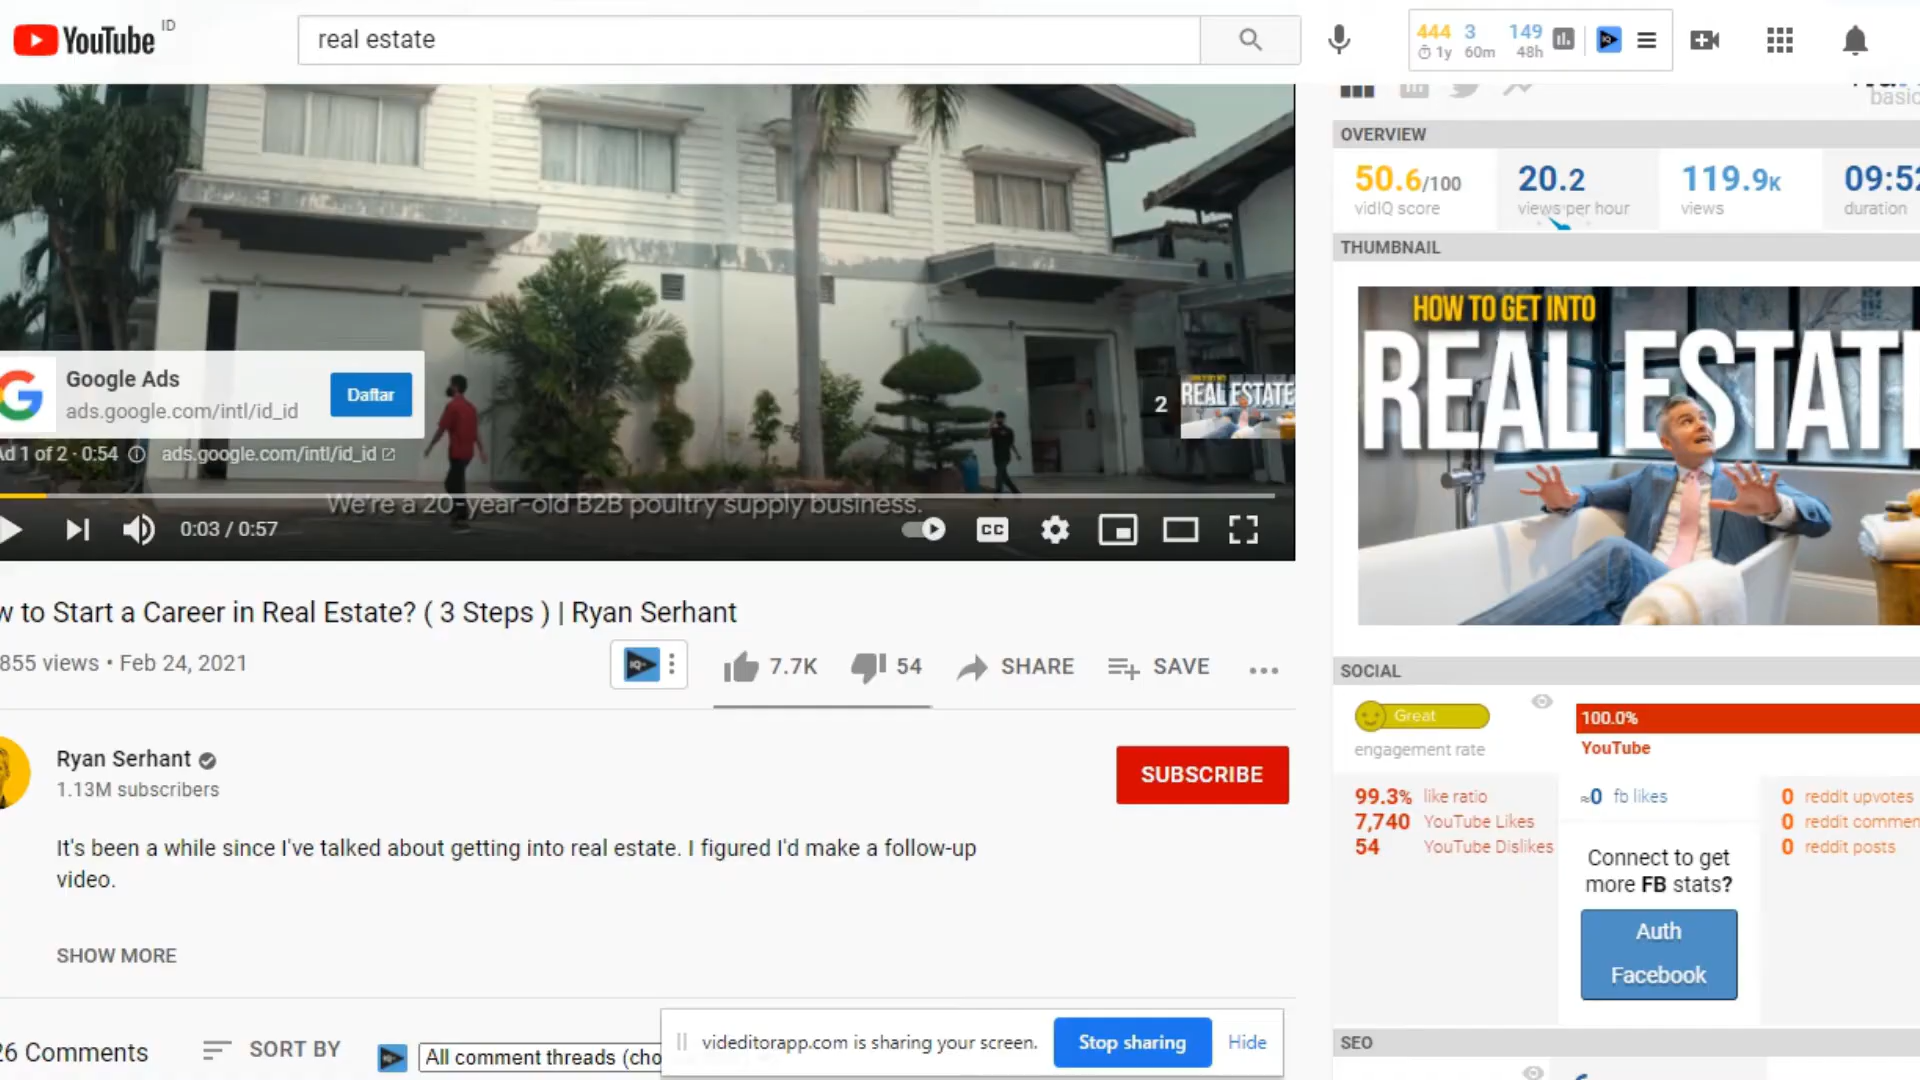 YouTube ID
real estate
444 3 149
1y 60m 48h
basic
OVERVIEW
50.6/100 20.2 119.9K 09:52
vidIQ score views per hour views duration
THUMBNAIL
HOW TO GET INTO
REAL ESTAT
Google Ads
ads.google.com/intl/id_id
Daftar
2
REAL ESTATE
Ad 1 of 2 · 0:54 ads.google.com/intl/id_id
We're a 20-year-old B2B poultry supply business.
0:03 / 0:57
CC
w to Start a Career in Real Estate? ( 3 Steps ) | Ryan Serhant
855 views • Feb 24, 2021
IQ
7.7K 54 SHARE SAVE
Ryan Serhant
1.13M subscribers
SUBSCRIBE
It's been a while since I've talked about getting into real estate. I figured I'd make a follow-up
video.
SHOW MORE
26 Comments SORT BY
All comment threads (cho
videditorapp.com is sharing your screen. Stop sharing Hide
SOCIAL
Great
engagement rate
100.0%
YouTube
99.3% like ratio
7,740 YouTube Likes
54 YouTube Dislikes
≈0 fb likes
Connect to get
more FB stats?
Auth
Facebook
0 reddit upvotes
0 reddit commen
0 reddit posts
SEO